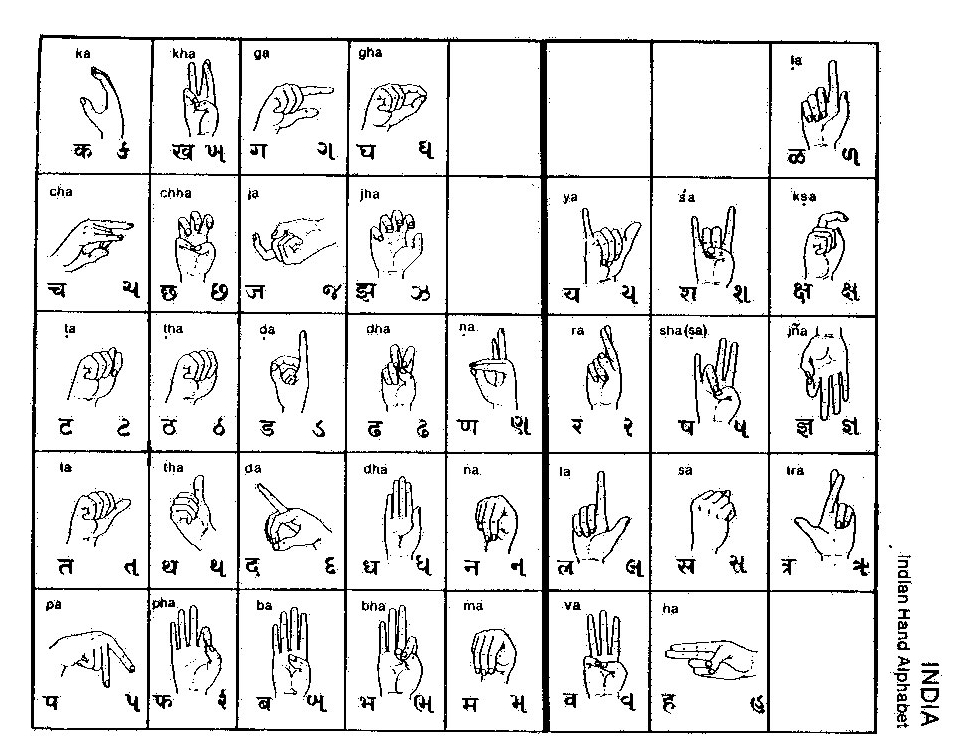 ka kha ga gha ḷa
क ક ख ખ ग ગ घ ઘ ळ ળ
cha chha ja jha ya śa kṣa
च ચ छ છ ज જ झ ઝ य ય श શ क्ष ક્ષ
ṭa ṭha ḍa ḍha ṇa ra sha (ṣa) jña
ट ટ ठ ઠ ड ડ ढ ઢ ण ણ र ર ष ષ ज्ञ જ્ઞ
ta tha da dha na la sa tra
त ત थ થ द દ ध ધ न ન ल લ स સ त्र ત્ર
pa pha ba bha ma va ha
प પ फ ફ ब બ भ ભ म મ व વ ह હ
INDIA
Indian Hand Alphabet